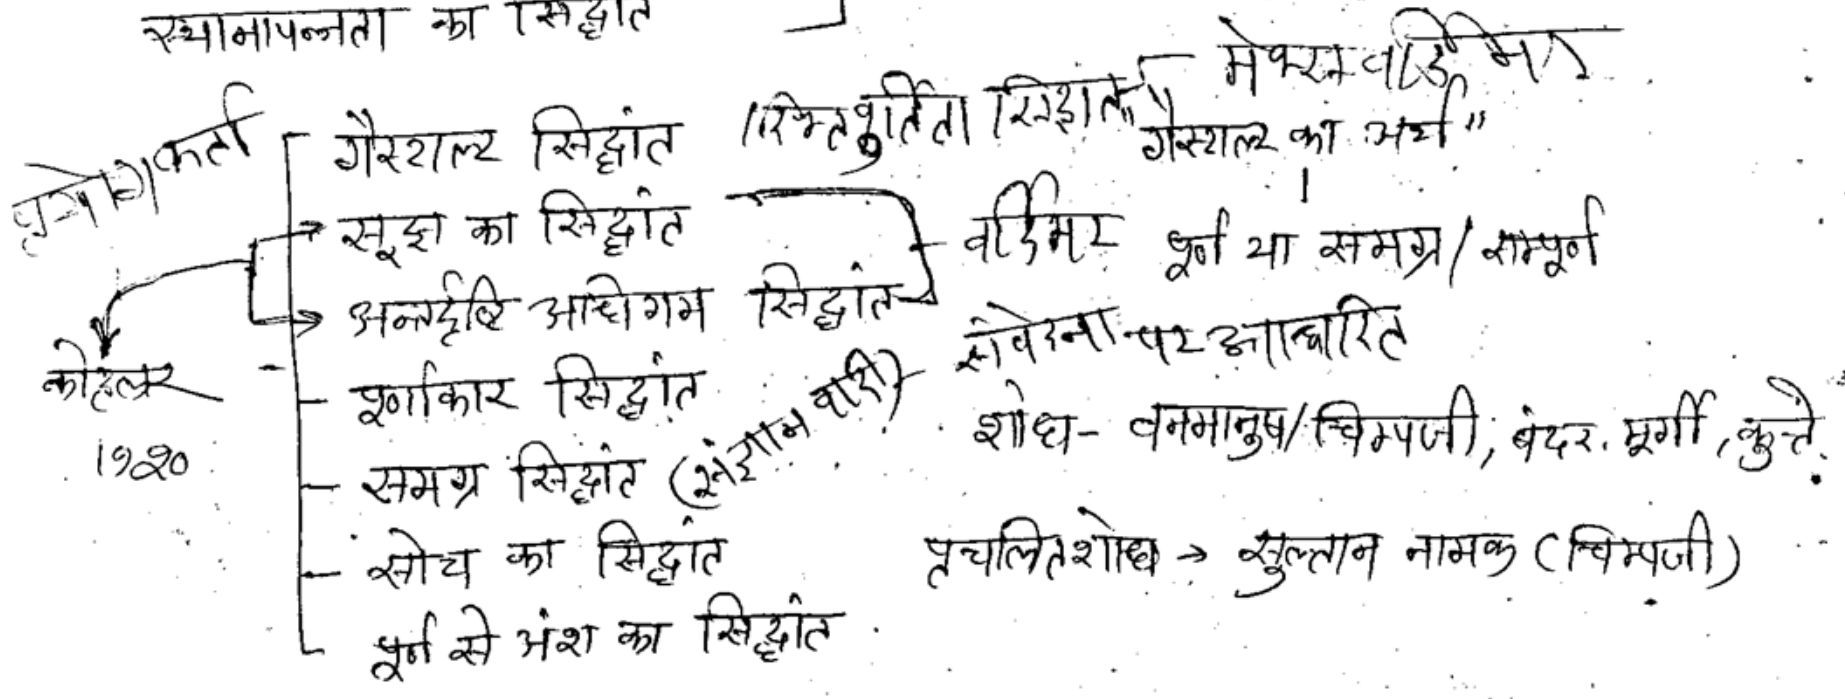 स्थानापन्नता का सिद्धांत
प्रयोगकर्ता
गैस्टाल्ट सिद्धांत / रिक्तपुर्तिता सिद्धांत
सूझ का सिद्धांत
अन्तर्दृष्टि अधिगम सिद्धांत
पूर्णाकार सिद्धांत
समग्र सिद्धांत (संज्ञानवादी)
सोच का सिद्धांत
पूर्ण से अंश का सिद्धांत
कोहलर
1920
मेक्स वर्दिमर
"गैस्टाल्ट का अर्थ"
वर्दिमर पूर्ण या समग्र / सम्पूर्ण
संवेदना पर आधारित
शोध - वनमानुष/चिम्पजी, बंदर, मूर्गी, कुत्ते
प्रचलित शोध → सुल्तान नामक (चिम्पजी)